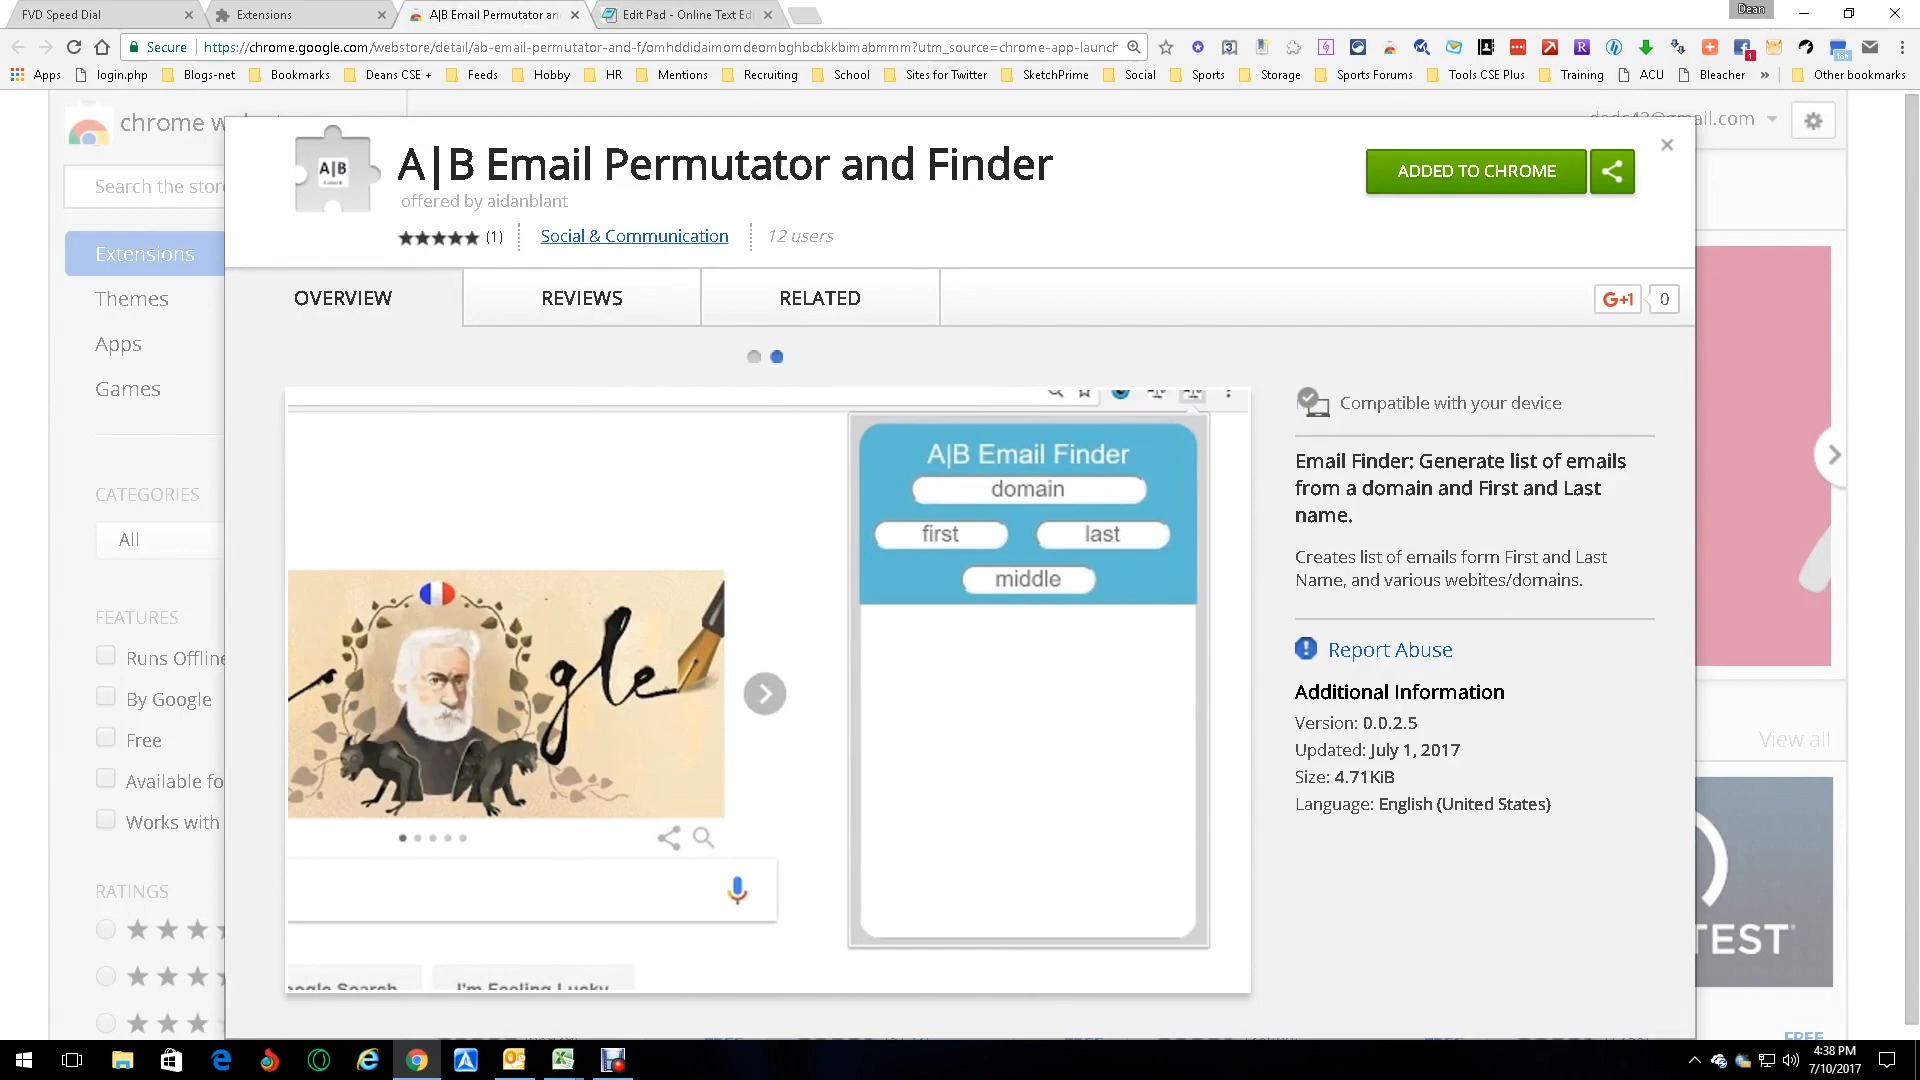 FVD Speed Dial
Extensions
A|B Email Permutator an
Edit Pad - Online Text Edi
Dean
Secure
https://chrome.google.com/webstore/detail/ab-email-permutator-and-f/omhddidaimomdeombghbcbkkbimabmmm?utm_source=chrome-app-launch
Apps
login.php
Blogs-net
Bookmarks
Deans CSE +
Feeds
Hobby
HR
Mentions
Recruiting
School
Sites for Twitter
SketchPrime
Social
Sports
Storage
Sports Forums
Tools CSE Plus
Training
ACU
Bleacher
»
Other bookmarks
chrome w
Search the stor
Extensions
Themes
Apps
Games
CATEGORIES
All
FEATURES
Runs Offline
By Google
Free
Available fo
Works with
RATINGS
A|B
A|B Email Permutator and Finder
offered by aidanblant
(1)
Social & Communication
12 users
ADDED TO CHROME
OVERVIEW
REVIEWS
RELATED
G+1
0
A|B Email Finder
domain
first
last
middle
gle
I'm Feeling Lucky
Compatible with your device
Email Finder: Generate list of emails
from a domain and First and Last
name.
Creates list of emails form First and Last
Name, and various webites/domains.
Report Abuse
Additional Information
Version: 0.0.2.5
Updated: July 1, 2017
Size: 4.71KiB
Language: English (United States)
View all
TEST
FREE
4:38 PM
7/10/2017